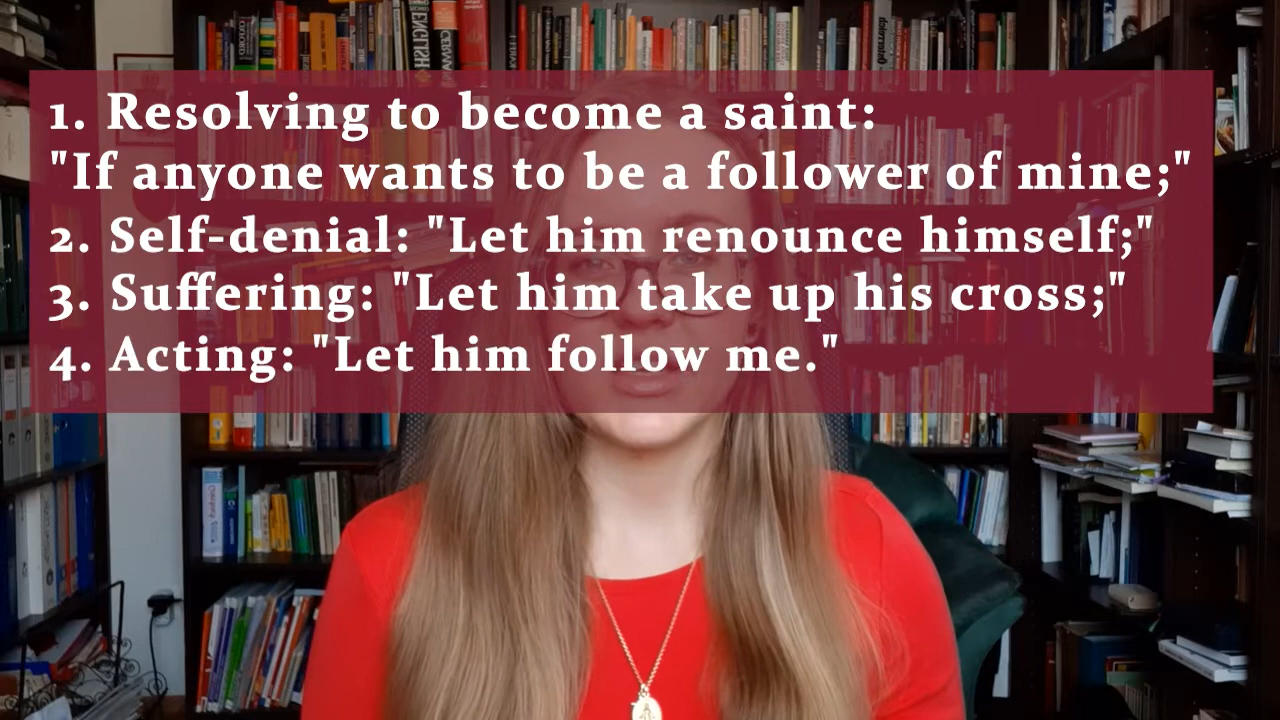 1. Resolving to become a saint:
"If anyone wants to be a follower of mine;"
2. Self-denial: "Let him renounce himself;"
3. Suffering: "Let him take up his cross;"
4. Acting: "Let him follow me."
ENGLISH